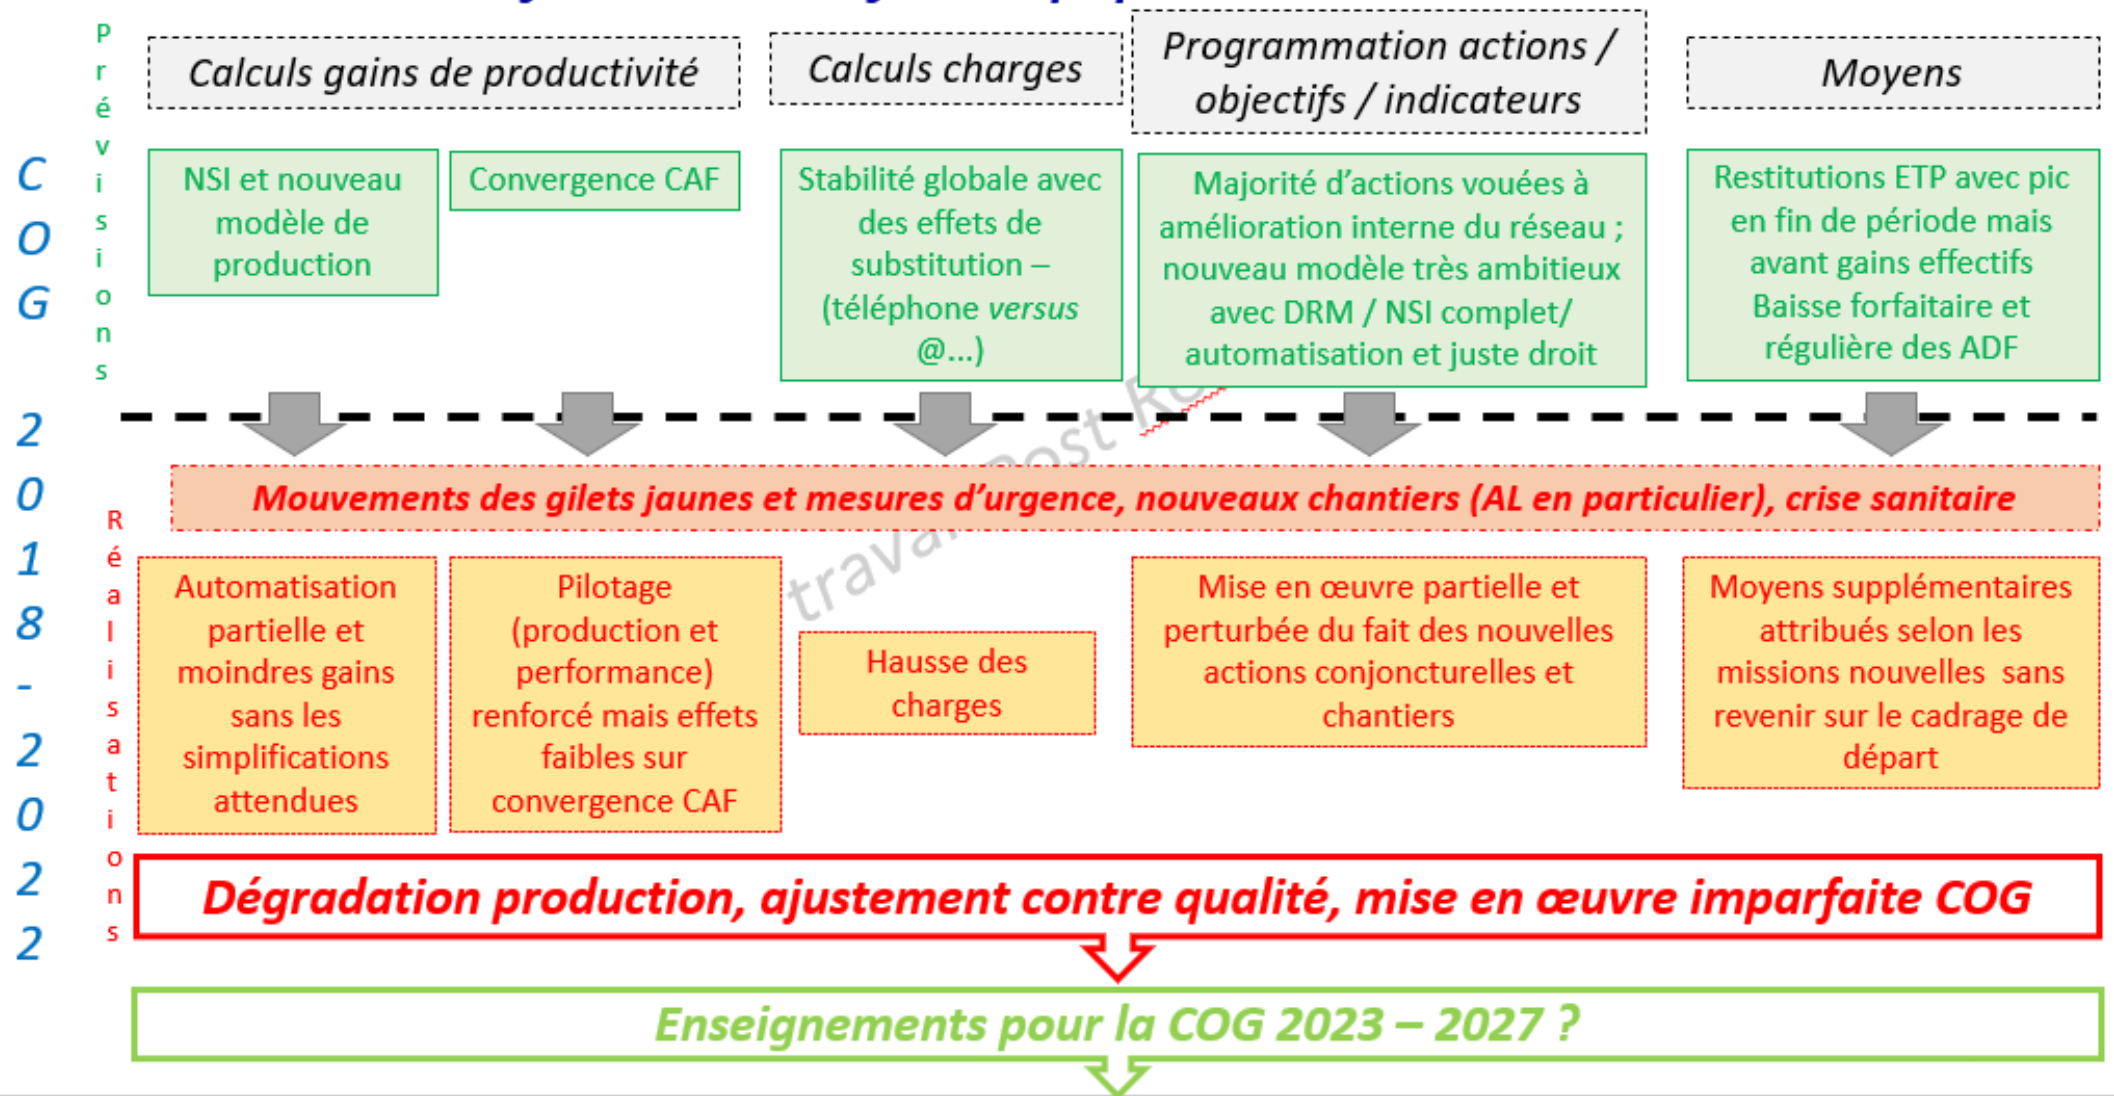 Calculs gains de productivité
Calculs charges
Programmation actions /
objectifs / indicateurs
Moyens
COG 2018-2022
Prévisions
NSI et nouveau
modèle de
production
Convergence CAF
Stabilité globale avec
des effets de
substitution –
(téléphone versus
@...)
Majorité d'actions vouées à
amélioration interne du réseau ;
nouveau modèle très ambitieux
avec DRM / NSI complet/
automatisation et juste droit
Restitutions ETP avec pic
en fin de période mais
avant gains effectifs
Baisse forfaitaire et
régulière des ADF
Mouvements des gilets jaunes et mesures d'urgence, nouveaux chantiers (AL en particulier), crise sanitaire
Réalisations
Automatisation
partielle et
moindres gains
sans les
simplifications
attendues
Pilotage
(production et
performance)
renforcé mais effets
faibles sur
convergence CAF
Hausse des
charges
Mise en œuvre partielle et
perturbée du fait des nouvelles
actions conjoncturelles et
chantiers
Moyens supplémentaires
attribués selon les
missions nouvelles sans
revenir sur le cadrage de
départ
Dégradation production, ajustement contre qualité, mise en œuvre imparfaite COG
Enseignements pour la COG 2023 – 2027 ?